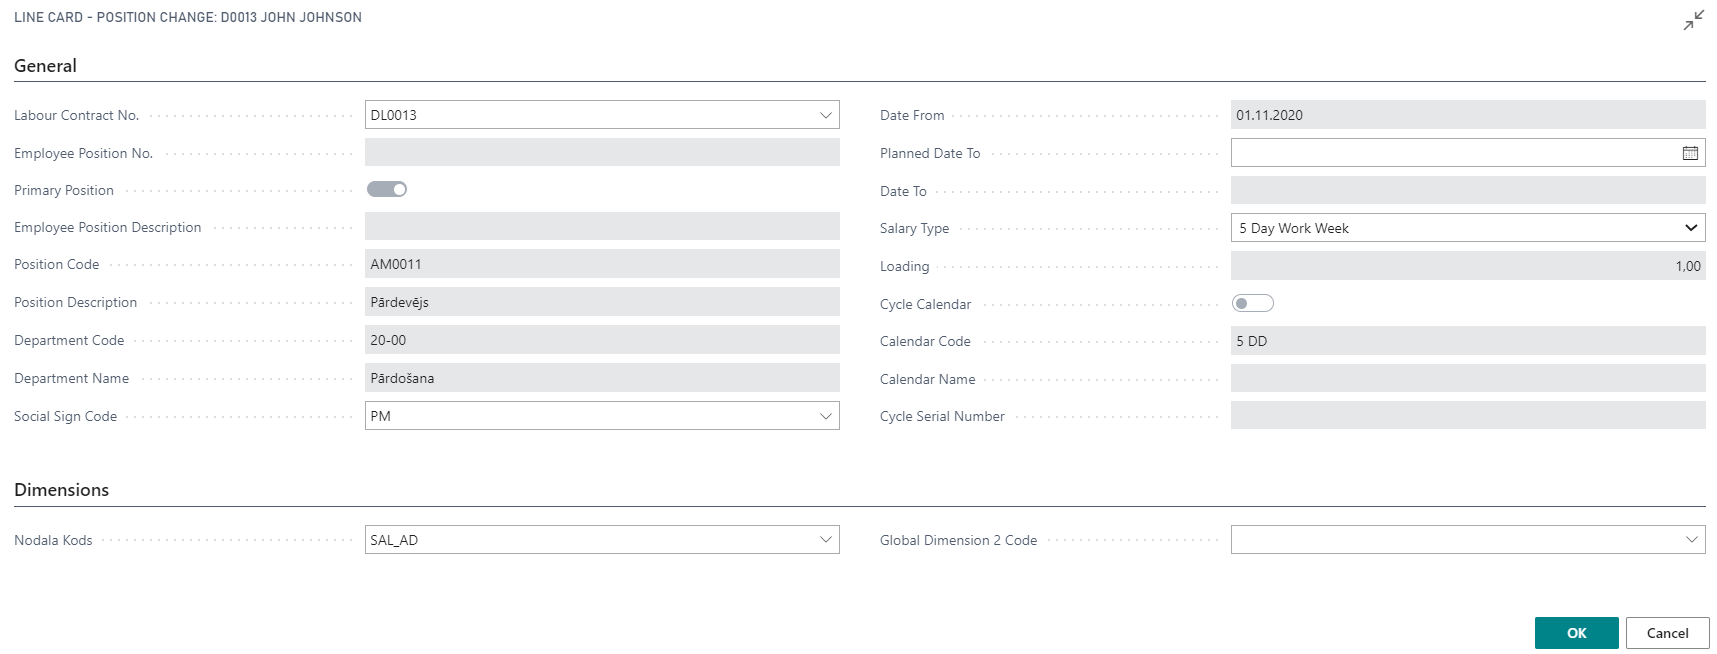 LINE CARD - POSITION CHANGE: D0013 JOHN JOHNSON
General
Labour Contract No. DL0013
Employee Position No.
Primary Position
Employee Position Description
Position Code AM0011
Position Description Pārdevējs
Department Code 20-00
Department Name Pārdošana
Social Sign Code PM
Date From 01.11.2020
Planned Date To
Date To
Salary Type 5 Day Work Week
Loading 1,00
Cycle Calendar
Calendar Code 5 DD
Calendar Name
Cycle Serial Number
Dimensions
Nodala Kods SAL_AD
Global Dimension 2 Code
OK Cancel